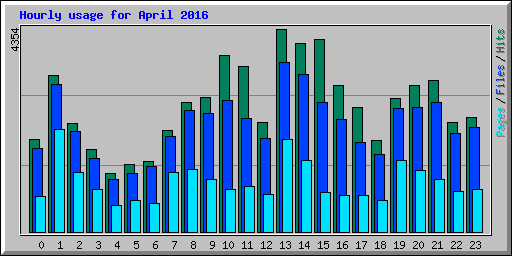 Hourly usage for April 2016
4354
Pages / Files / Hits
0 1 2 3 4 5 6 7 8 9 10 11 12 13 14 15 16 17 18 19 20 21 22 23